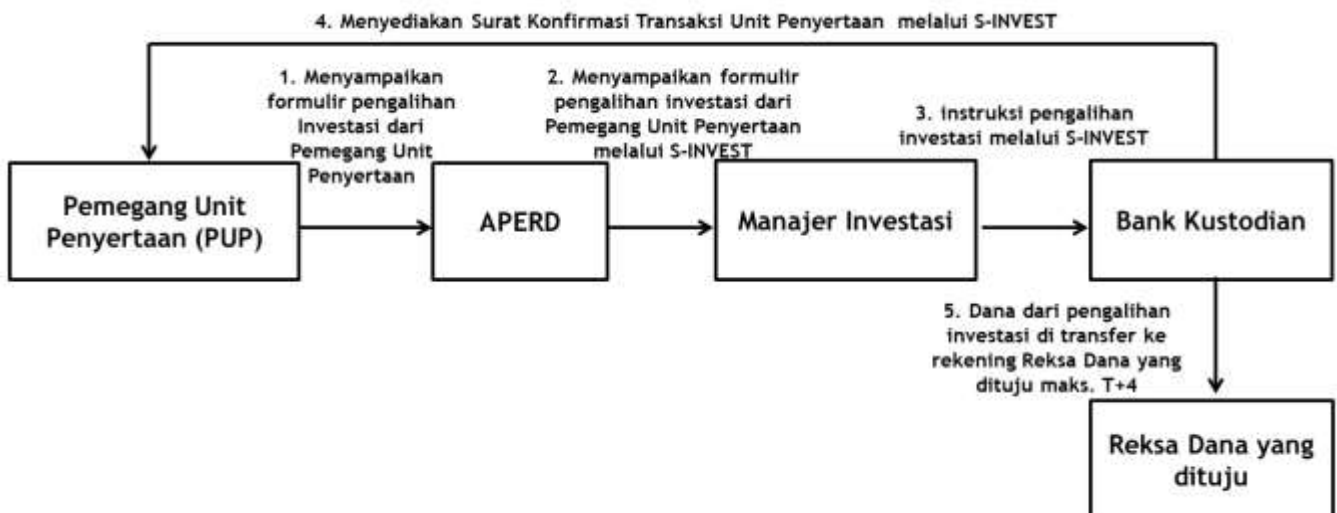 4. Menyediakan Surat Konfirmasi Transaksi Unit Penyertaan melalui S-INVEST
1. Menyampaikan
formulir pengalihan
Investasi dari
Pemegang Unit
Penyertaan
2. Menyampaikan formulir
pengalihan investasi dari
Pemegang Unit Penyertaan
melalui S-INVEST
3. instruksi pengalihan
investasi melalui S-INVEST
Pemegang Unit
Penyertaan (PUP)
APERD
Manajer Investasi
Bank Kustodian
5. Dana dari pengalihan
investasi di transfer ke
rekening Reksa Dana yang
dituju maks. T+4
Reksa Dana yang
dituju